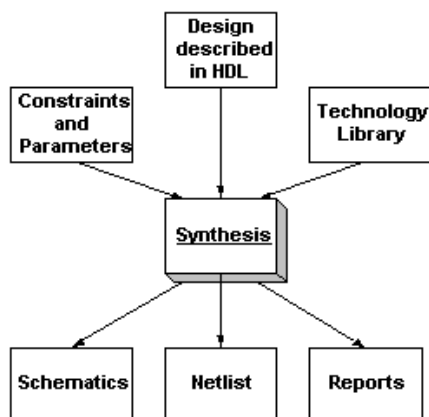 Design
described
in HDL
Constraints
and
Parameters
Technology
Library
Synthesis
Schematics
Netlist
Reports